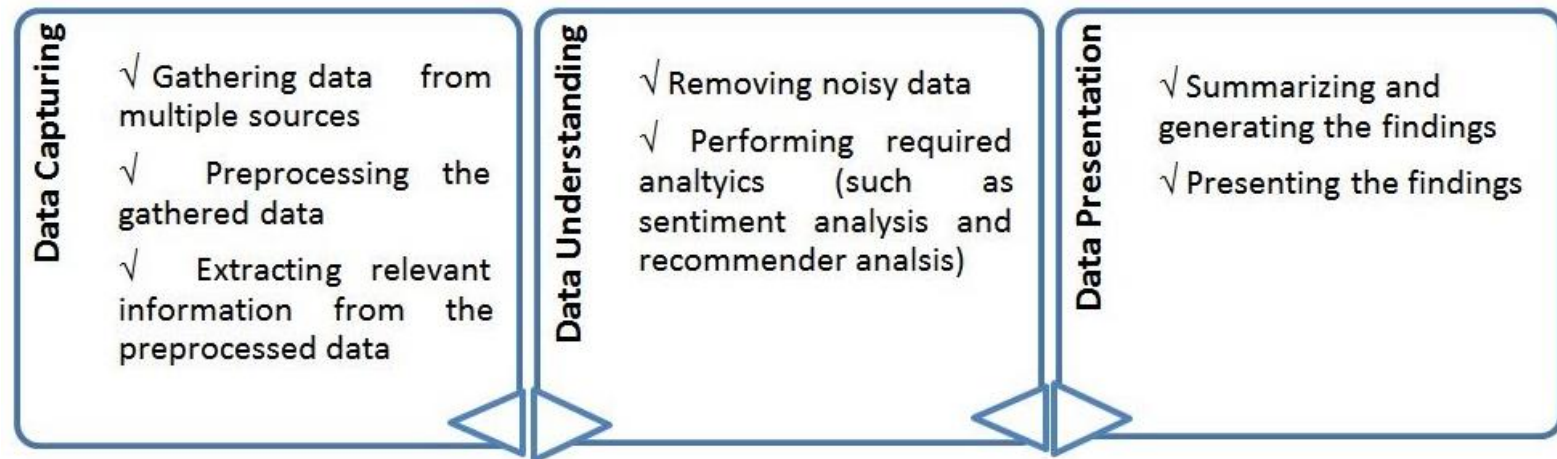 Data Capturing
√ Gathering data from
multiple sources
√ Preprocessing the
gathered data
√ Extracting relevant
information from the
preprocessed data
Data Understanding
√ Removing noisy data
√ Performing required
analtyics (such as
sentiment analysis and
recommender analsis)
Data Presentation
√ Summarizing and
generating the findings
√ Presenting the findings